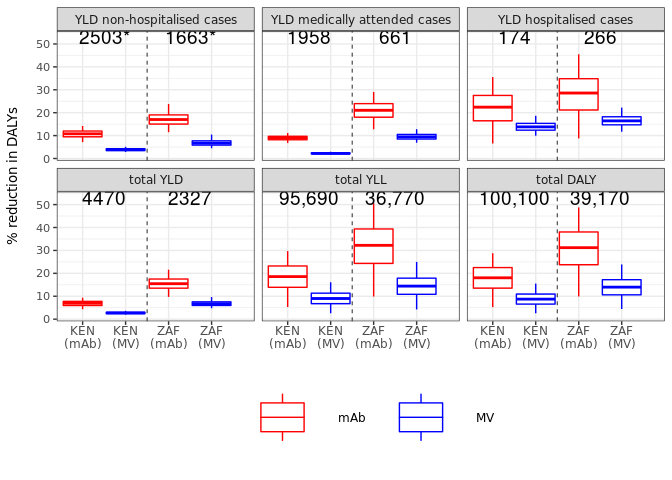 YLD non-hospitalised cases
YLD medically attended cases
YLD hospitalised cases
2503* 1663*
1958 661
174 266
50
40
30
20
10
0
% reduction in DALYs
total YLD
total YLL
total DALY
4470 2327
95,690 36,770
100,100 39,170
50
40
30
20
10
0
KEN (mAb) KEN (MV) ZAF (mAb) ZAF (MV)
KEN (mAb) KEN (MV) ZAF (mAb) ZAF (MV)
KEN (mAb) KEN (MV) ZAF (mAb) ZAF (MV)
mAb MV